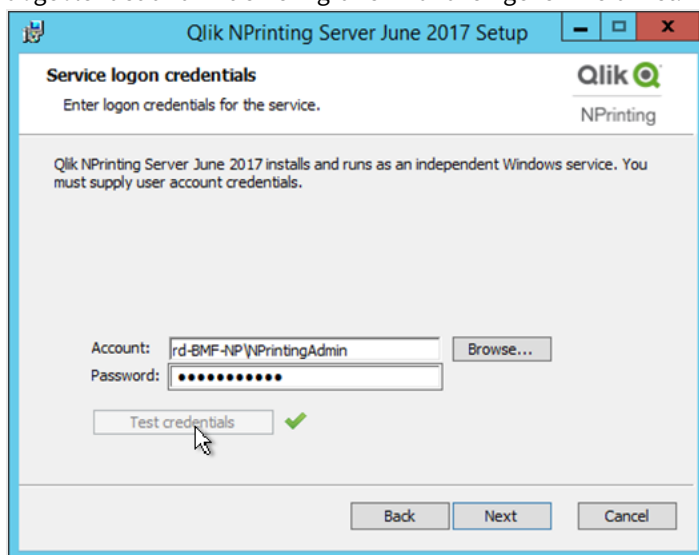 Qlik NPrinting Server June 2017 Setup
Service logon credentials
Enter logon credentials for the service.
Qlik
NPrinting
Qlik NPrinting Server June 2017 installs and runs as an independent Windows service. You
must supply user account credentials.
Account: rd-BMF-NP\NPrintingAdmin Browse...
Password: ●●●●●●●●●●●
Test credentials
Back Next Cancel